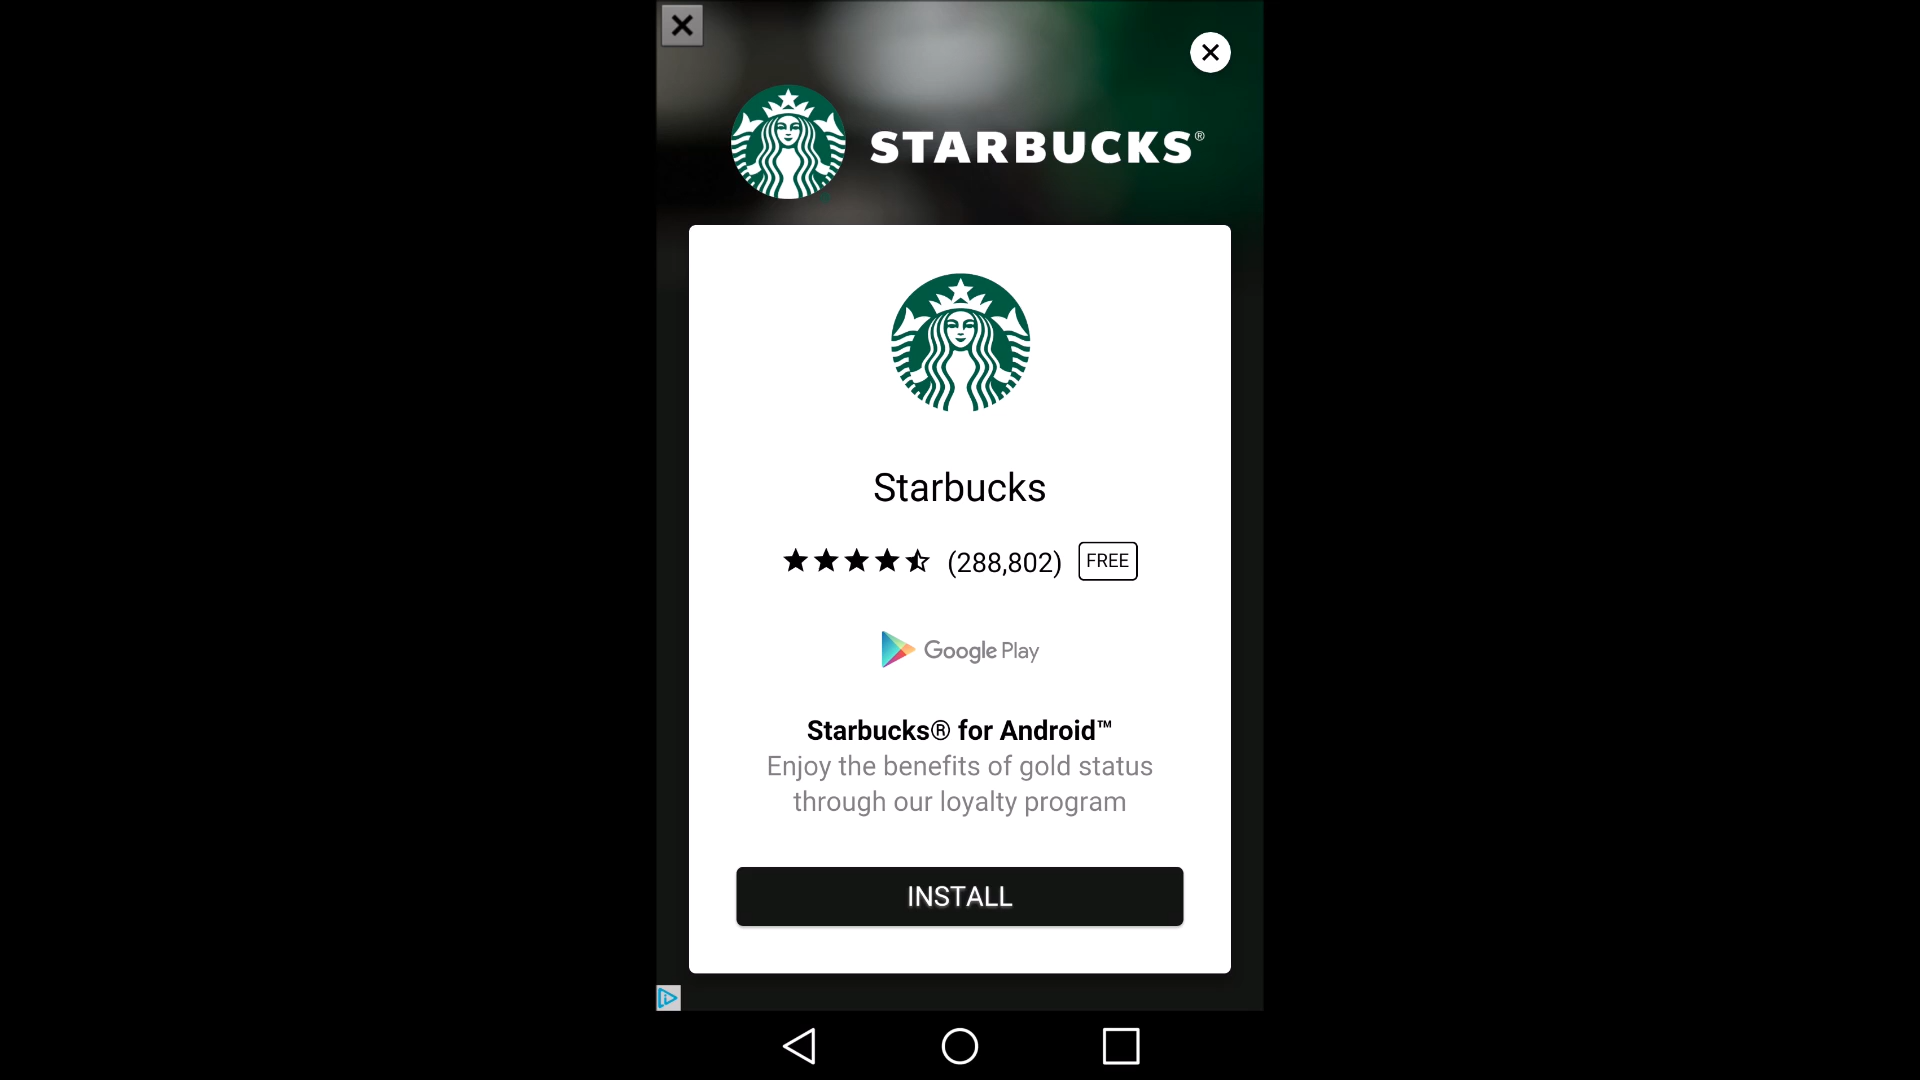 STARBUCKS®
Starbucks
(288,802) FREE
Google Play
Starbucks® for Android™
Enjoy the benefits of gold status
through our loyalty program
INSTALL